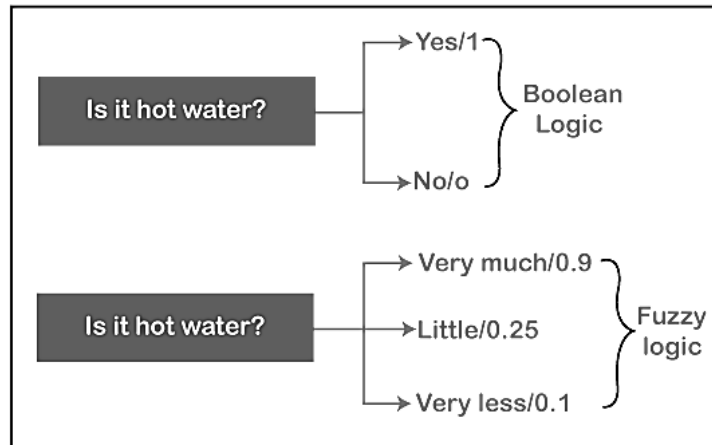 Is it hot water?
Yes/1
No/o
Boolean
Logic
Is it hot water?
Very much/0.9
Little/0.25
Very less/0.1
Fuzzy
logic